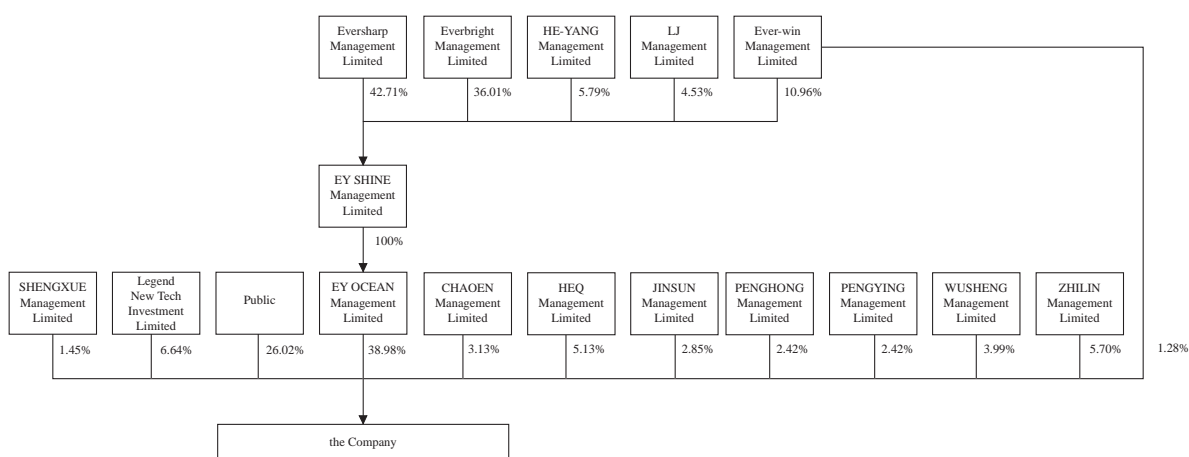 Eversharp
Management
Limited
Everbright
Management
Limited
HE-YANG
Management
Limited
LJ
Management
Limited
Ever-win
Management
Limited
42.71%
36.01%
5.79%
4.53%
10.96%
EY SHINE
Management
Limited
100%
SHENGXUE
Management
Limited
Legend
New Tech
Investment
Limited
Public
EY OCEAN
Management
Limited
CHAOEN
Management
Limited
HEQ
Management
Limited
JINSUN
Management
Limited
PENGHONG
Management
Limited
PENGYING
Management
Limited
WUSHENG
Management
Limited
ZHILIN
Management
Limited
1.45%
6.64%
26.02%
38.98%
3.13%
5.13%
2.85%
2.42%
2.42%
3.99%
5.70%
1.28%
the Company